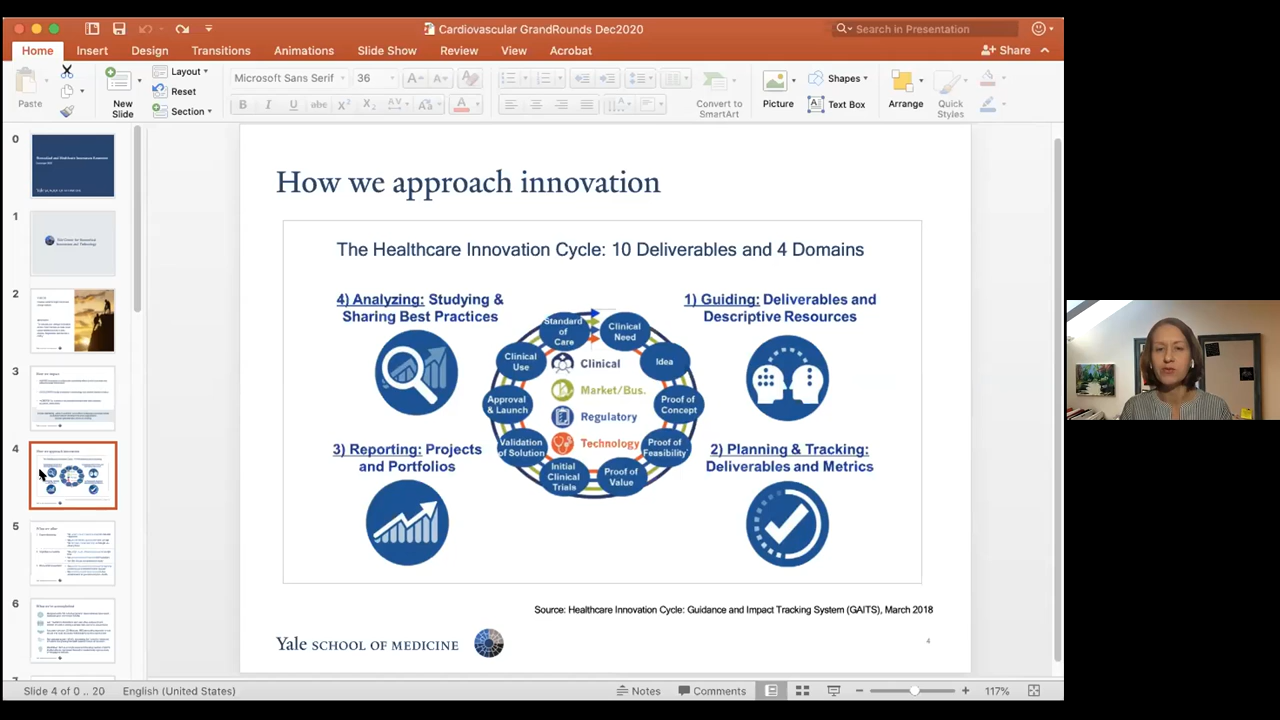 Cardiovascular GrandRounds Dec2020
Search in Presentation
Home Insert Design Transitions Animations Slide Show Review View Acrobat
Share
Paste
New
Slide
Layout
Reset
Section
Microsoft Sans Serif
36
Convert to
SmartArt
Picture
Shapes
Text Box
Arrange
Quick
Styles
0
1
2
3
4
5
6
How we approach innovation
The Healthcare Innovation Cycle: 10 Deliverables and 4 Domains
4) Analyzing: Studying &
Sharing Best Practices
1) Guiding: Deliverables and
Descriptive Resources
Standard
of
Care
Clinical
Need
Idea
Proof of
Concept
Proof of
Feasibility
Proof of
Value
Initial
Clinical
Trials
Validation
of Solution
Approval
& Launch
Clinical
Use
Clinical
Market/Bus.
Regulatory
Technology
3) Reporting: Projects
and Portfolios
2) Planning & Tracking:
Deliverables and Metrics
Source: Healthcare Innovation Cycle: Guidance and Impact Tracking System (GAITS), March 2018
Yale SCHOOL OF MEDICINE
4
Slide 4 of 0 .. 20
English (United States)
Notes
Comments
117%